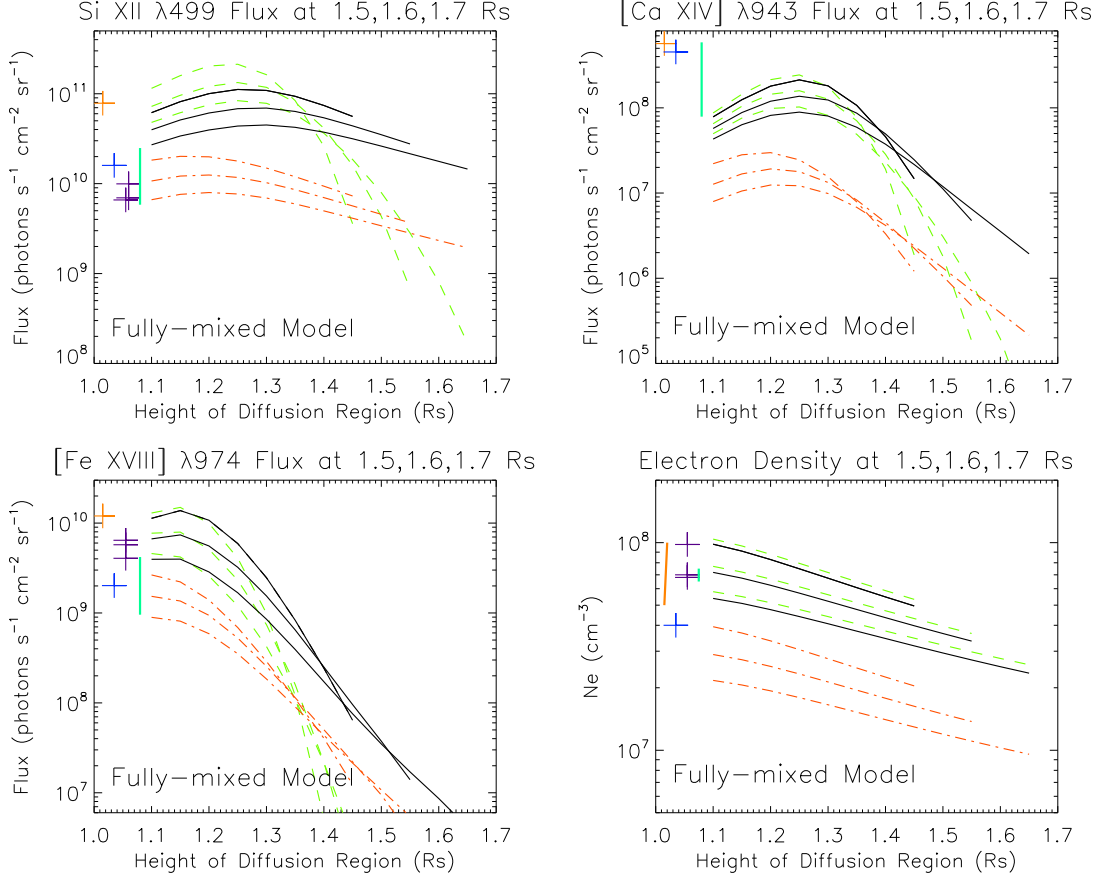 Si XII λ499 Flux at 1.5,1.6,1.7 Rs
Flux (photons s⁻¹ cm⁻² sr⁻¹)
10¹¹
10¹⁰
10⁹
10⁸
Fully-mixed Model
1.0 1.1 1.2 1.3 1.4 1.5 1.6 1.7
Height of Diffusion Region (Rs)
[Ca XIV] λ943 Flux at 1.5,1.6,1.7 Rs
Flux (photons s⁻¹ cm⁻² sr⁻¹)
10⁸
10⁷
10⁶
10⁵
Fully-mixed Model
1.0 1.1 1.2 1.3 1.4 1.5 1.6 1.7
Height of Diffusion Region (Rs)
[Fe XVIII] λ974 Flux at 1.5,1.6,1.7 Rs
Flux (photons s⁻¹ cm⁻² sr⁻¹)
10¹⁰
10⁹
10⁸
10⁷
Fully-mixed Model
1.0 1.1 1.2 1.3 1.4 1.5 1.6 1.7
Height of Diffusion Region (Rs)
Electron Density at 1.5,1.6,1.7 Rs
Ne (cm⁻³)
10⁸
10⁷
Fully-mixed Model
1.0 1.1 1.2 1.3 1.4 1.5 1.6 1.7
Height of Diffusion Region (Rs)